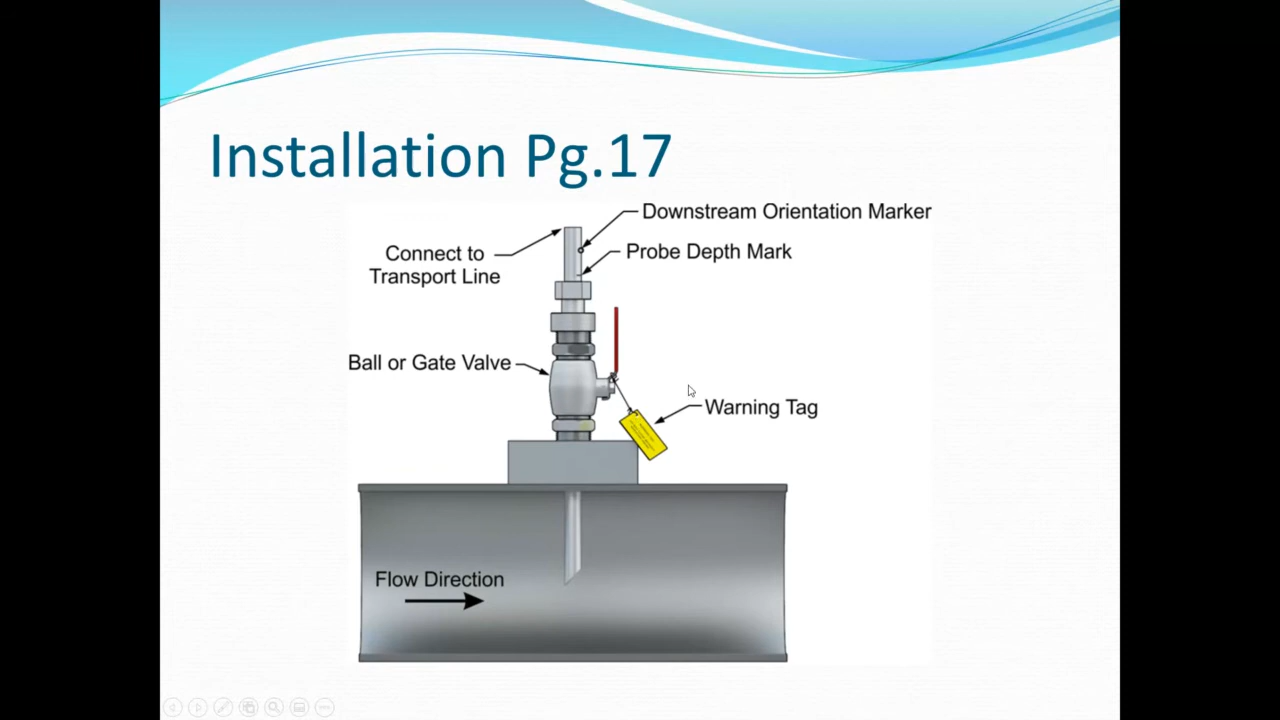 Installation Pg.17
Downstream Orientation Marker
Connect to
Transport Line
Probe Depth Mark
Ball or Gate Valve
Warning Tag
Flow Direction